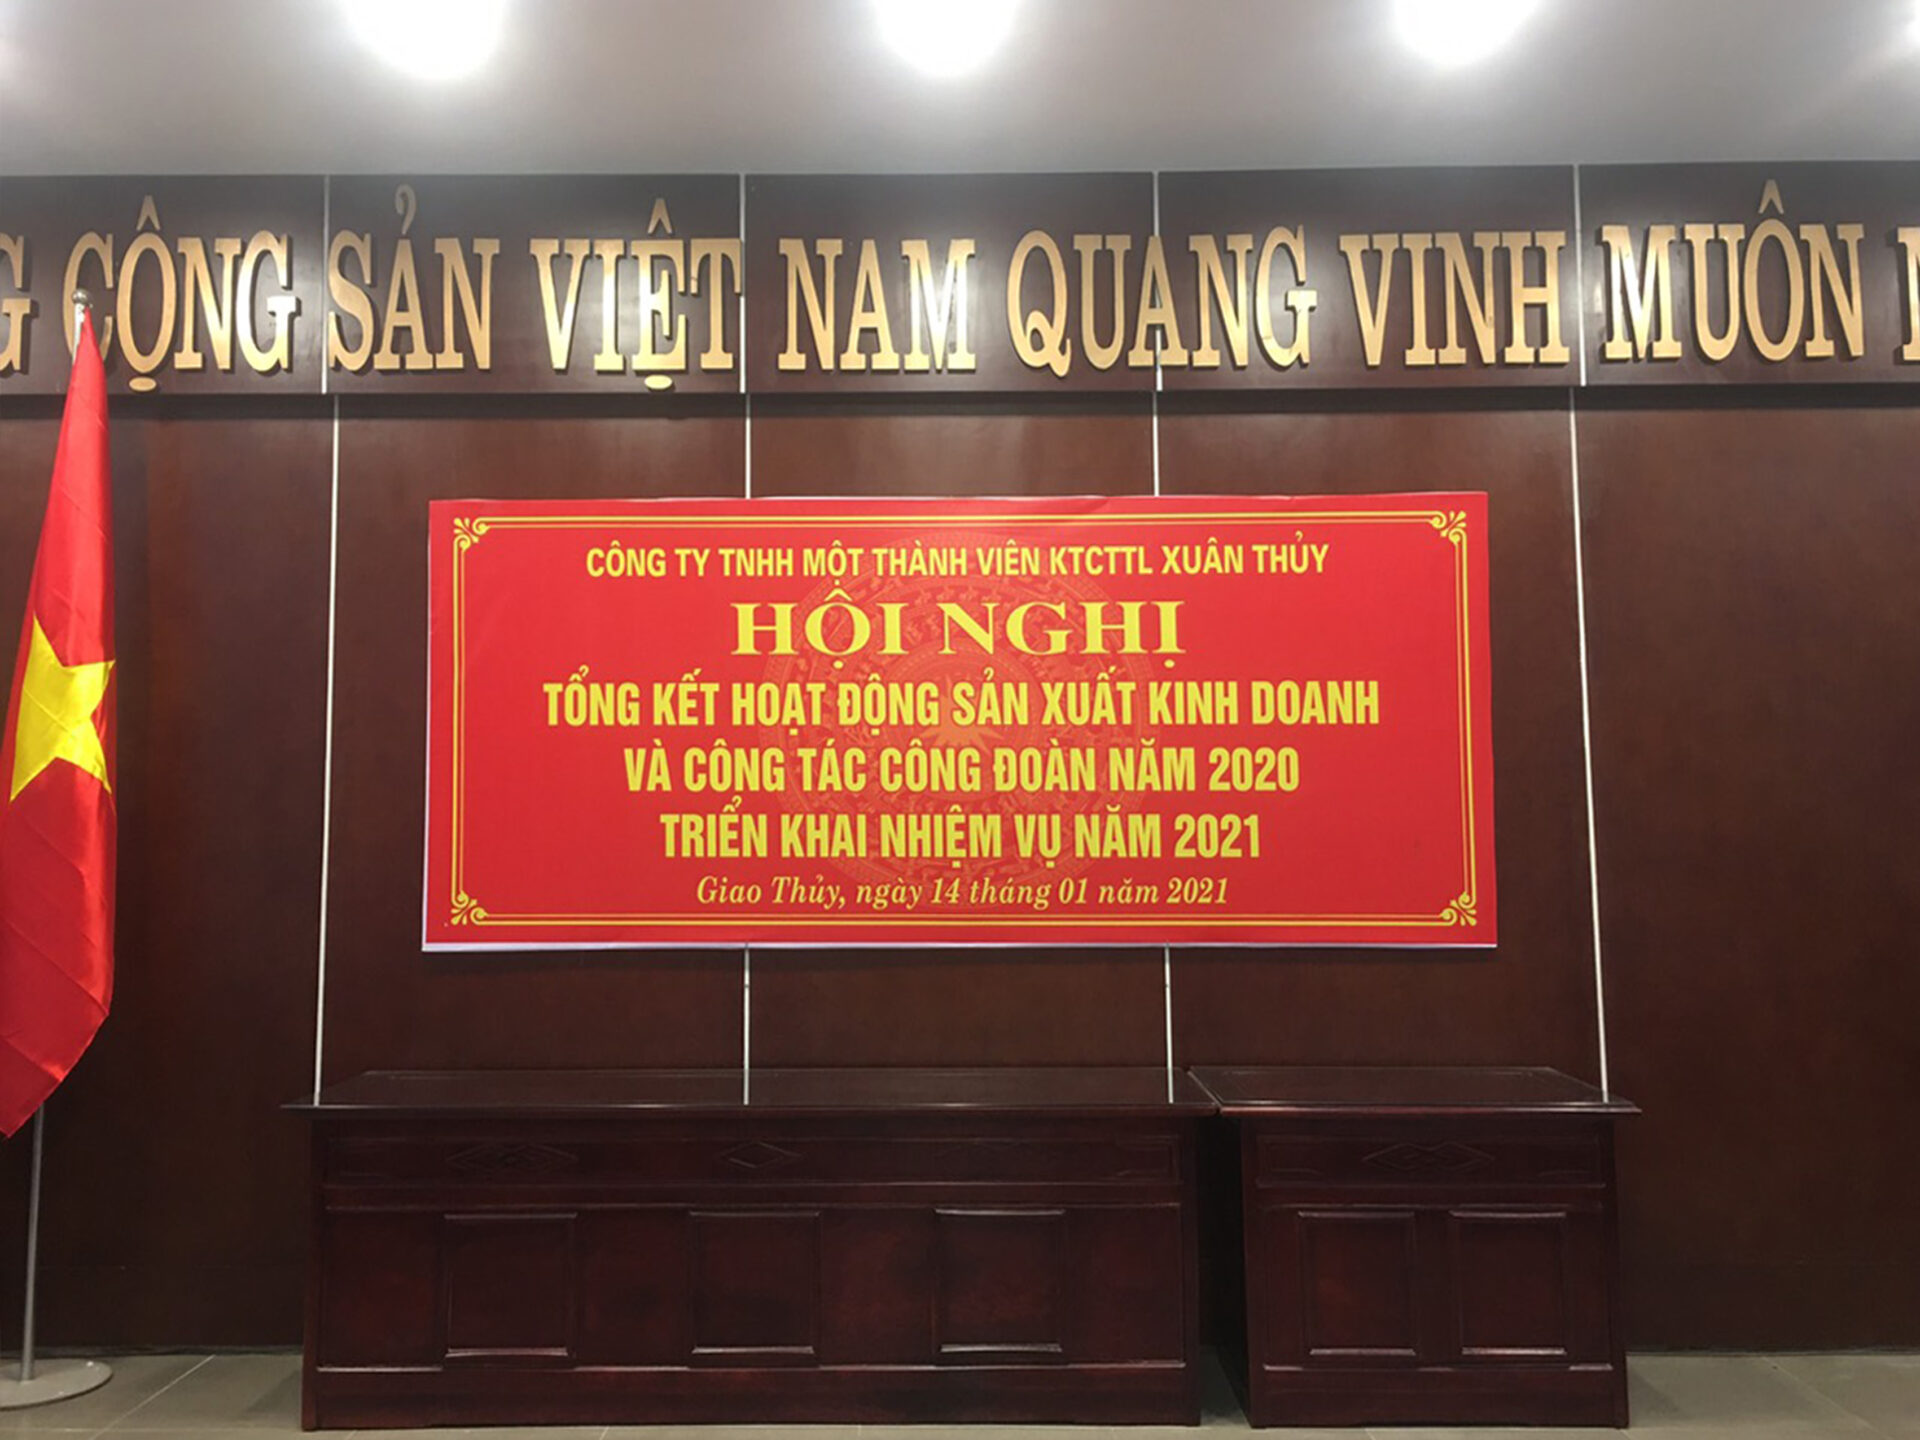 CỘNG SẢN VIỆT NAM QUANG VINH MUÔN
CÔNG TY TNHH MỘT THÀNH VIÊN KTCTTL XUÂN THỦY
HỘI NGHỊ
TỔNG KẾT HOẠT ĐỘNG SẢN XUẤT KINH DOANH
VÀ CÔNG TÁC CÔNG ĐOÀN NĂM 2020
TRIỂN KHAI NHIỆM VỤ NĂM 2021
Giao Thủy, ngày 14 tháng 01 năm 2021